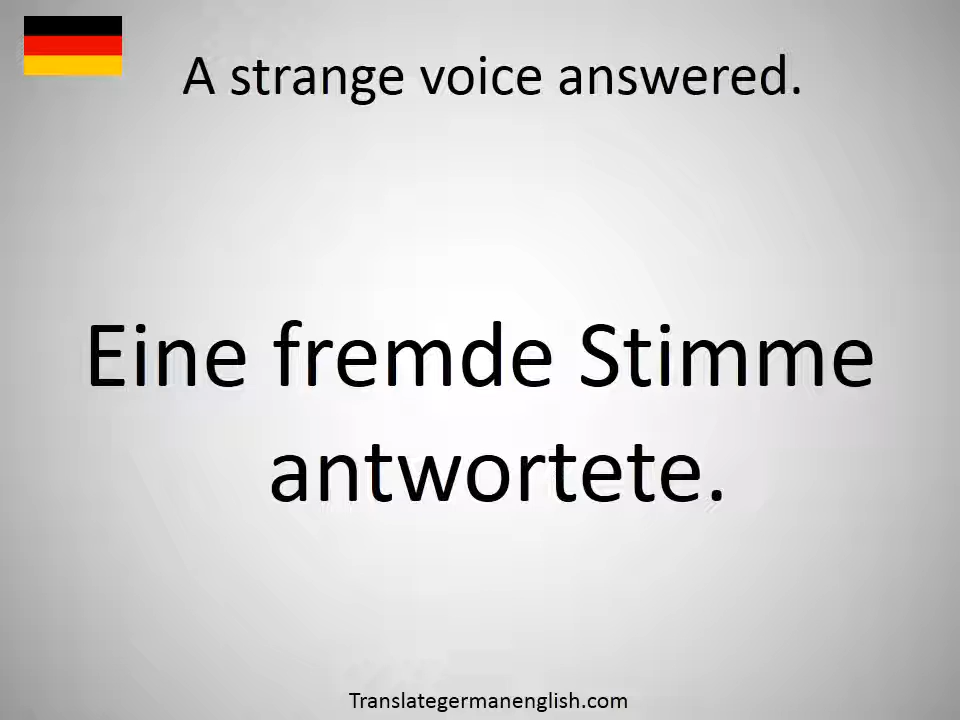 A strange voice answered.
Eine fremde Stimme
antwortete.
Translategermanenglish.com